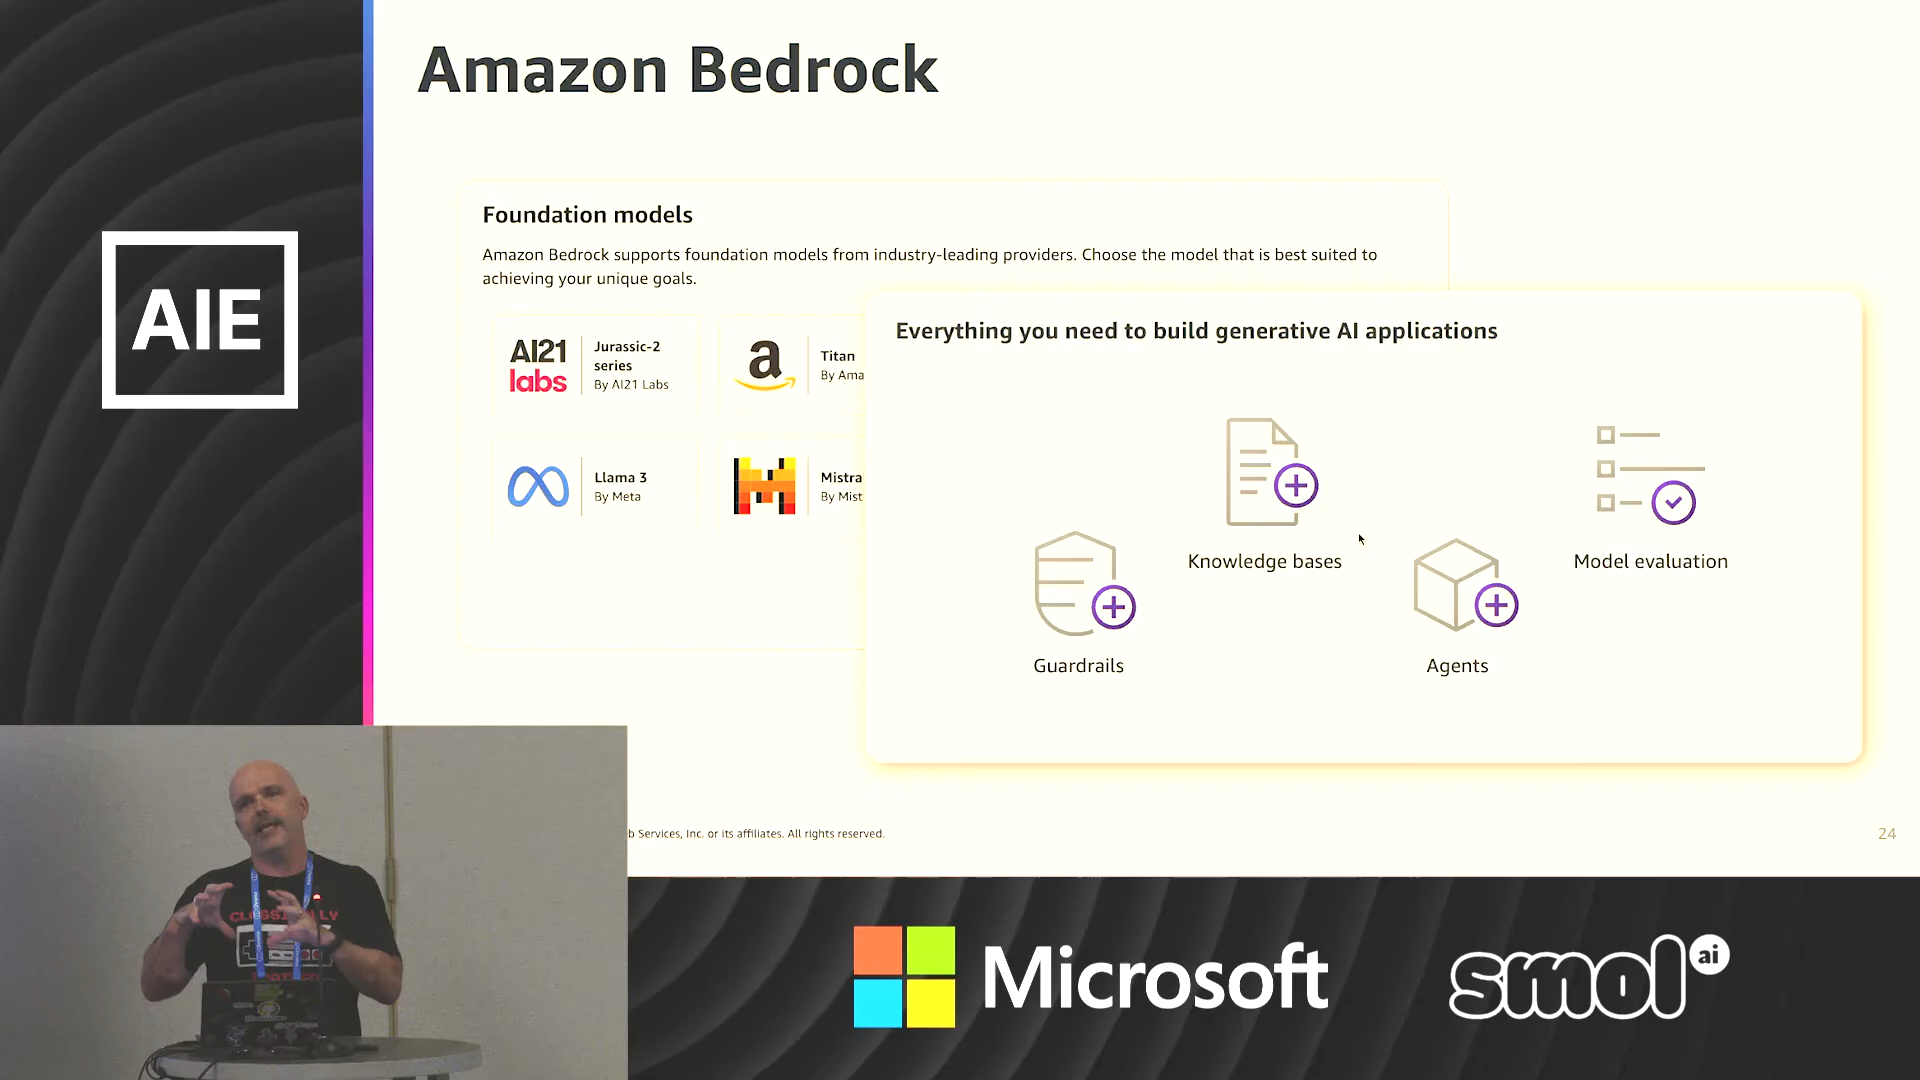 Amazon Bedrock
AIE
Foundation models
Amazon Bedrock supports foundation models from industry-leading providers. Choose the model that is best suited to
achieving your unique goals.
AI21
labs
Jurassic-2
series
By AI21 Labs
a
Titan
By Ama
Llama 3
By Meta
Mistra
By Mist
Everything you need to build generative AI applications
Knowledge bases
Model evaluation
Guardrails
Agents
b Services, Inc. or its affiliates. All rights reserved.
24
CLASSICALLY
Microsoft
smol ai